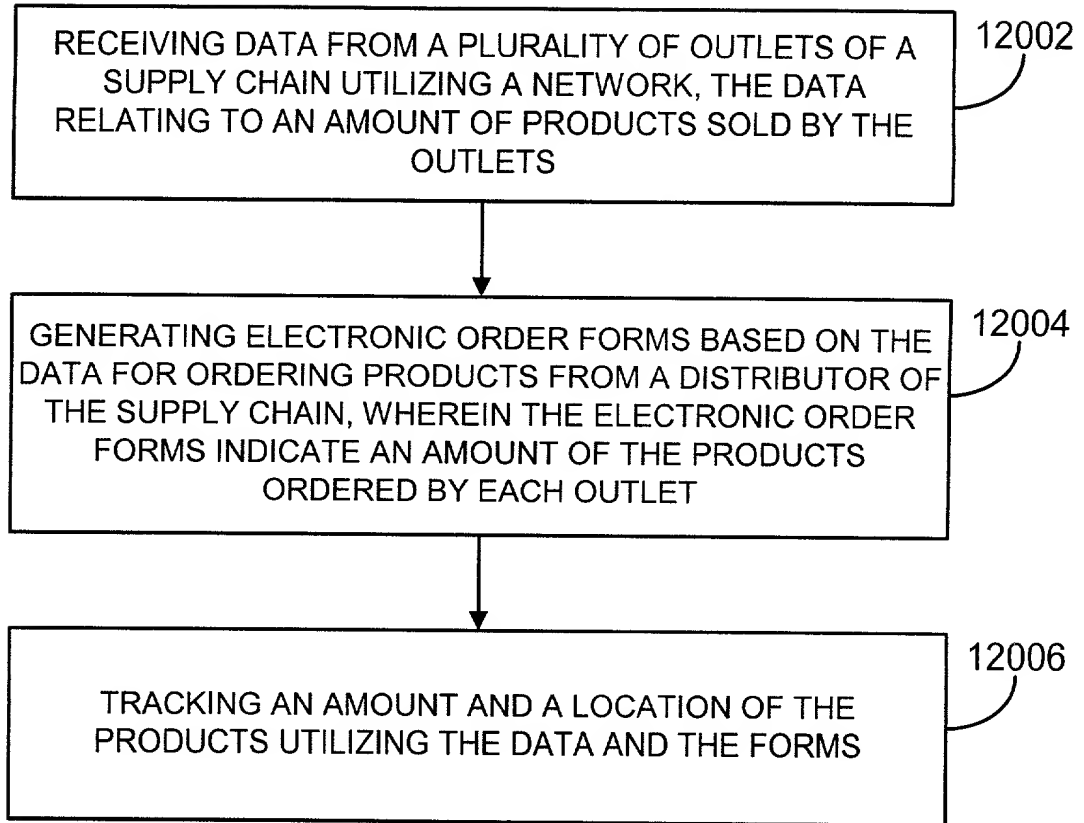 RECEIVING DATA FROM A PLURALITY OF OUTLETS OF A
SUPPLY CHAIN UTILIZING A NETWORK, THE DATA
RELATING TO AN AMOUNT OF PRODUCTS SOLD BY THE
OUTLETS
12002
GENERATING ELECTRONIC ORDER FORMS BASED ON THE
DATA FOR ORDERING PRODUCTS FROM A DISTRIBUTOR OF
THE SUPPLY CHAIN, WHEREIN THE ELECTRONIC ORDER
FORMS INDICATE AN AMOUNT OF THE PRODUCTS
ORDERED BY EACH OUTLET
12004
TRACKING AN AMOUNT AND A LOCATION OF THE
PRODUCTS UTILIZING THE DATA AND THE FORMS
12006